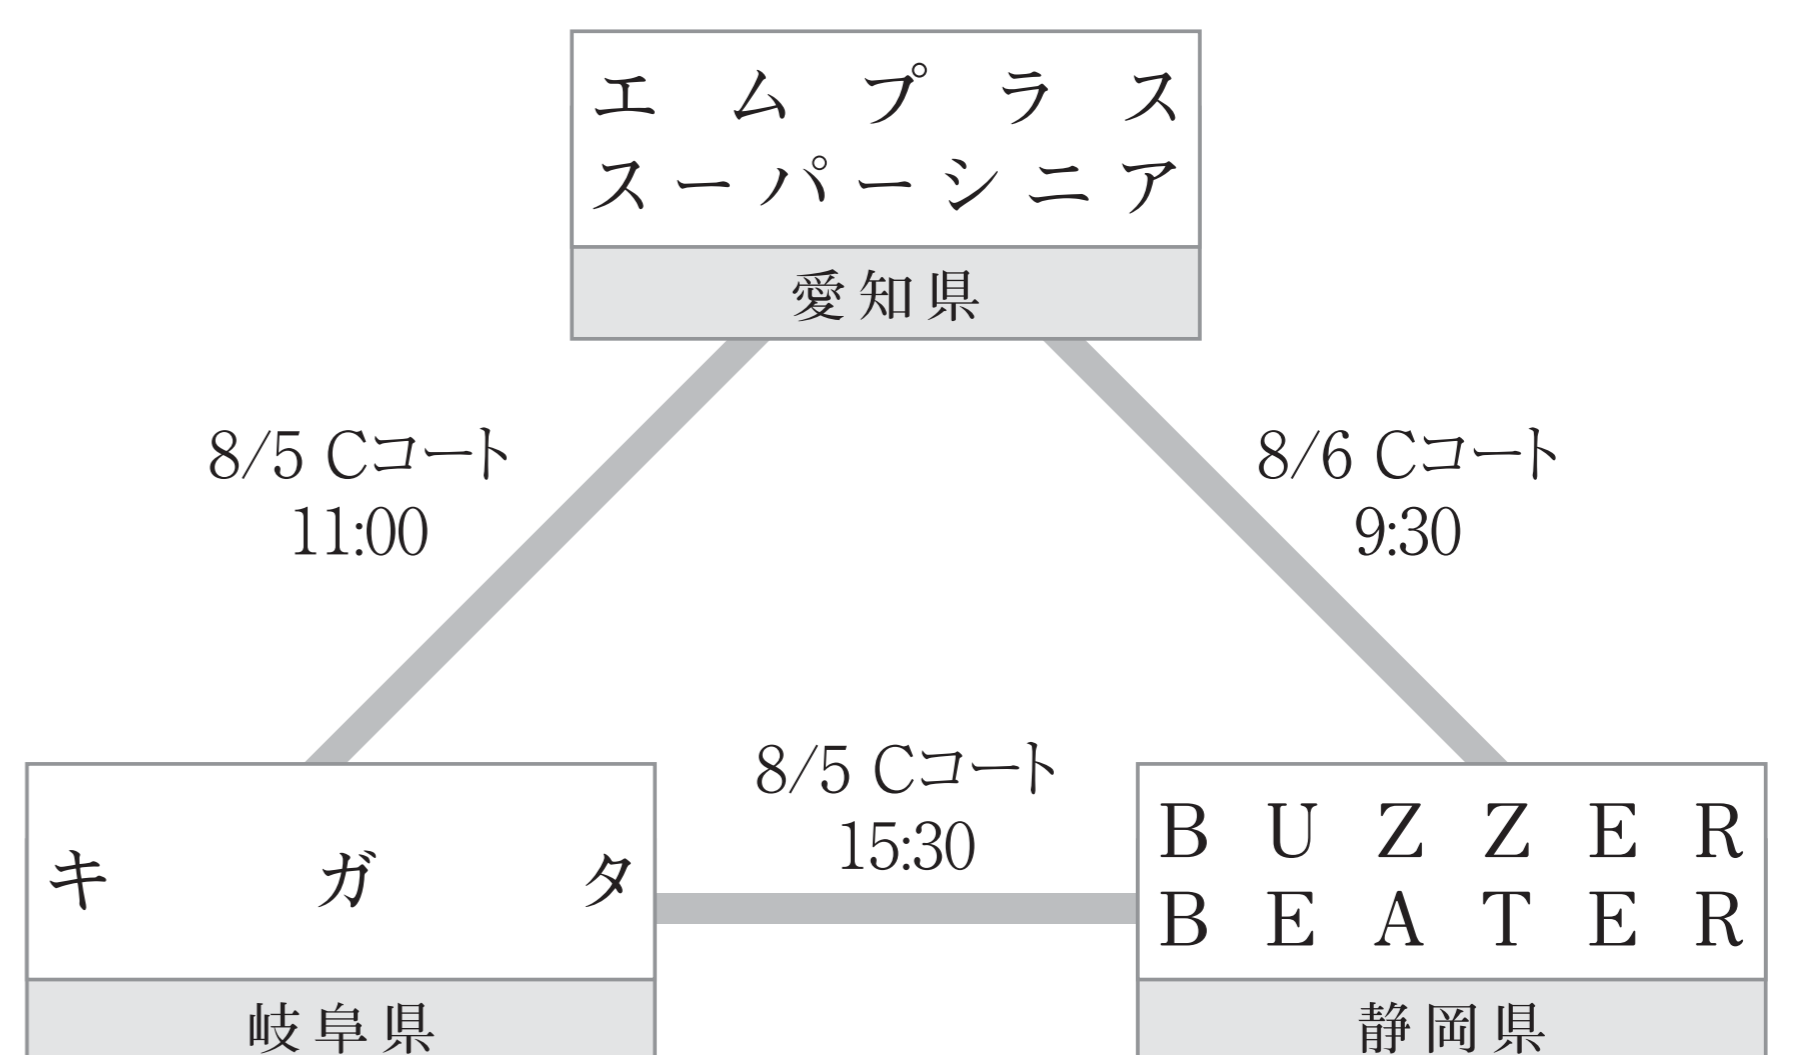 エムプラス
スーパーシニア
愛知県
8/5 Cコート
11:00
8/6 Cコート
9:30
8/5 Cコート
15:30
キガタ
岐阜県
BUZZER
BEATER
静岡県